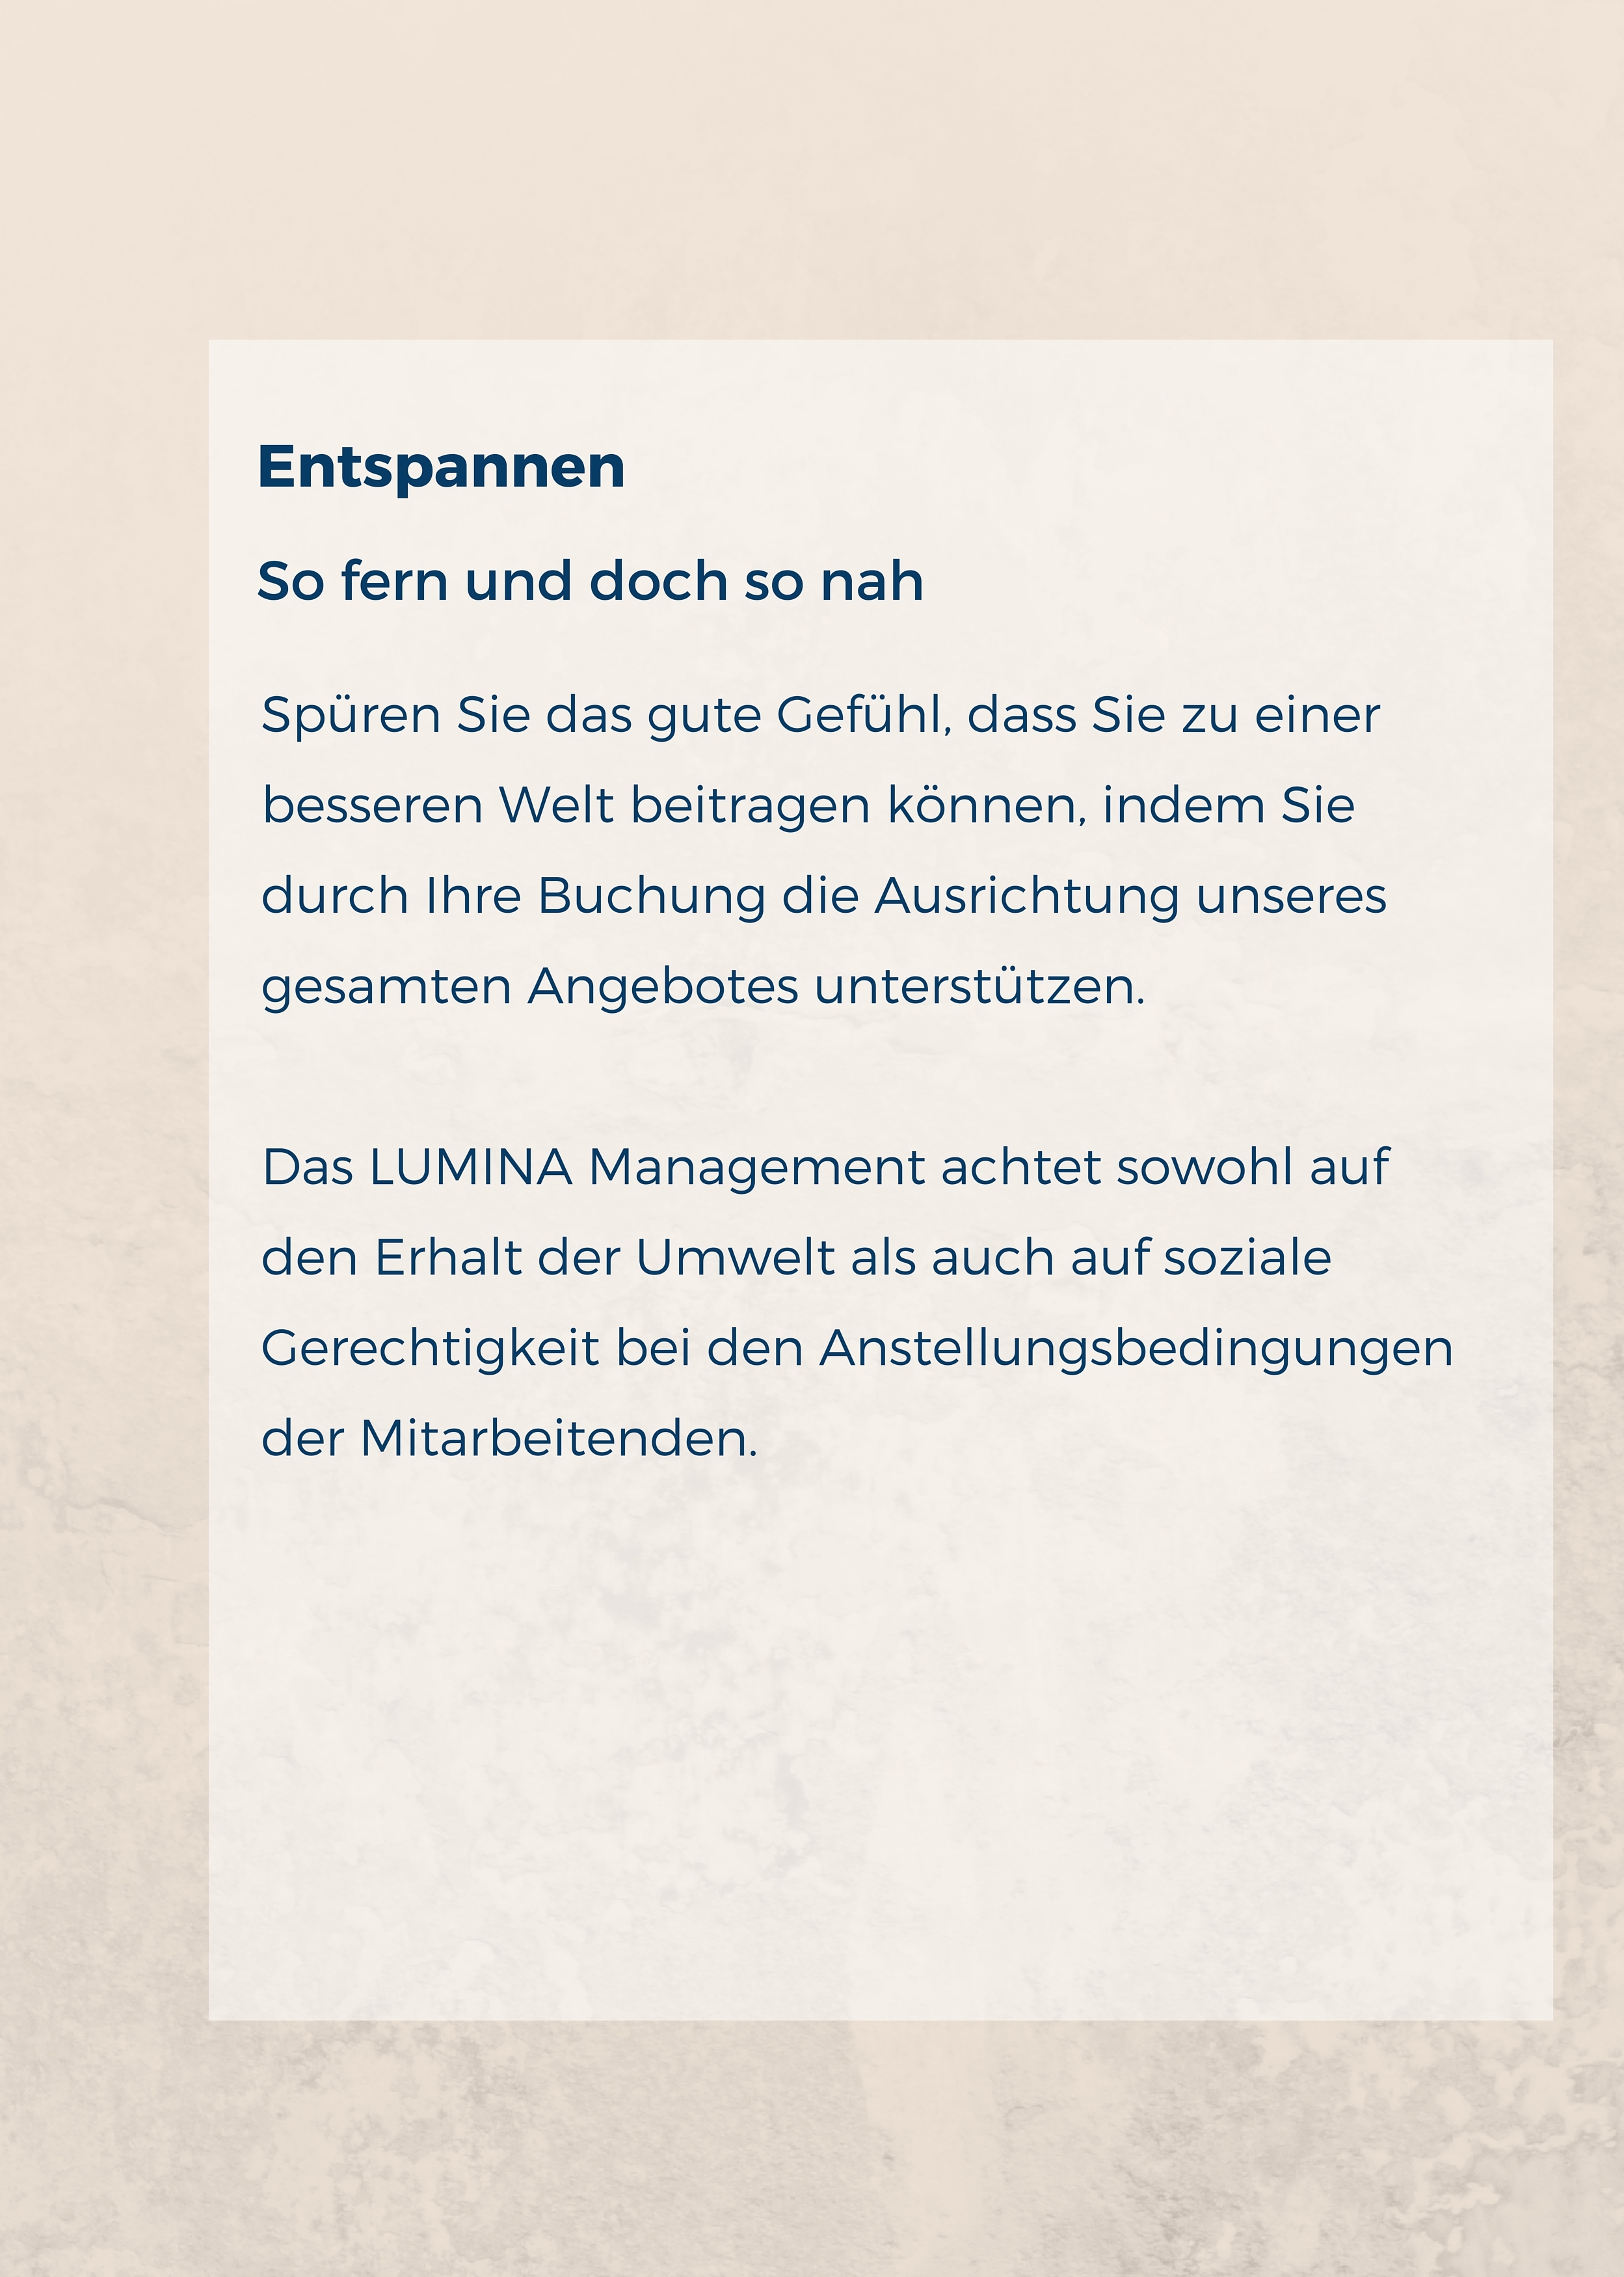 Entspannen
So fern und doch so nah
Spüren Sie das gute Gefühl, dass Sie zu einer
besseren Welt beitragen können, indem Sie
durch Ihre Buchung die Ausrichtung unseres
gesamten Angebotes unterstützen.
Das LUMINA Management achtet sowohl auf
den Erhalt der Umwelt als auch auf soziale
Gerechtigkeit bei den Anstellungsbedingungen
der Mitarbeitenden.